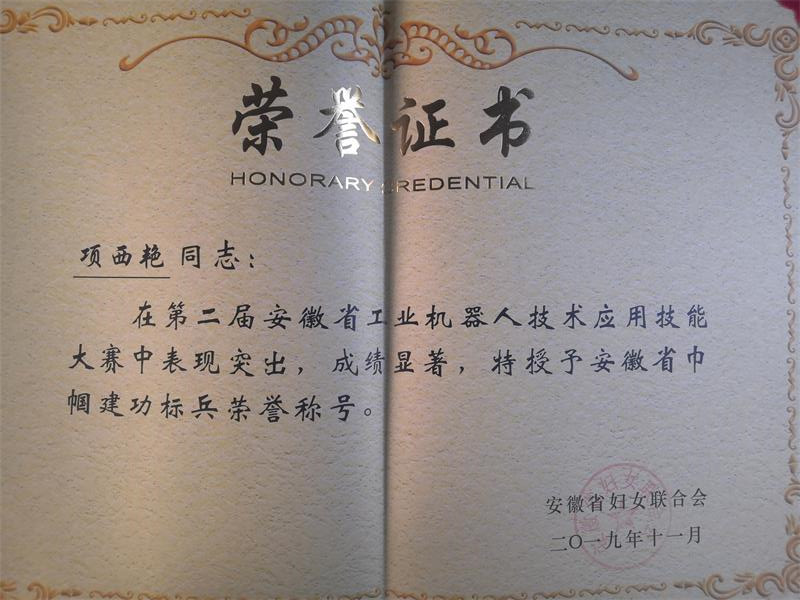 荣誉证书
HONORARY CREDENTIAL
项西艳同志：
在第二届安徽省工业机器人技术应用技能
大赛中表现突出，成绩显著，特授予安徽省巾
帼建功标兵荣誉称号。
安徽省妇女联合会
二〇一九年十一月